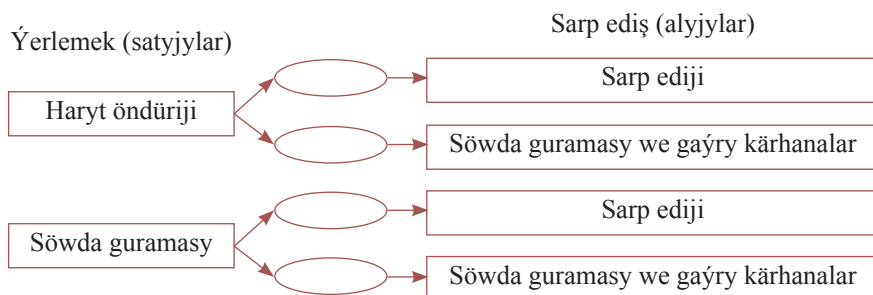 Sarp ediş (alyjylar)
Ýerlemek (satyjylar)
Sarp ediji
Haryt öndüriji
Söwda guramasy we gaýry kärhanalar
Sarp ediji
Söwda guramasy
Söwda guramasy we gaýry kärhanalar